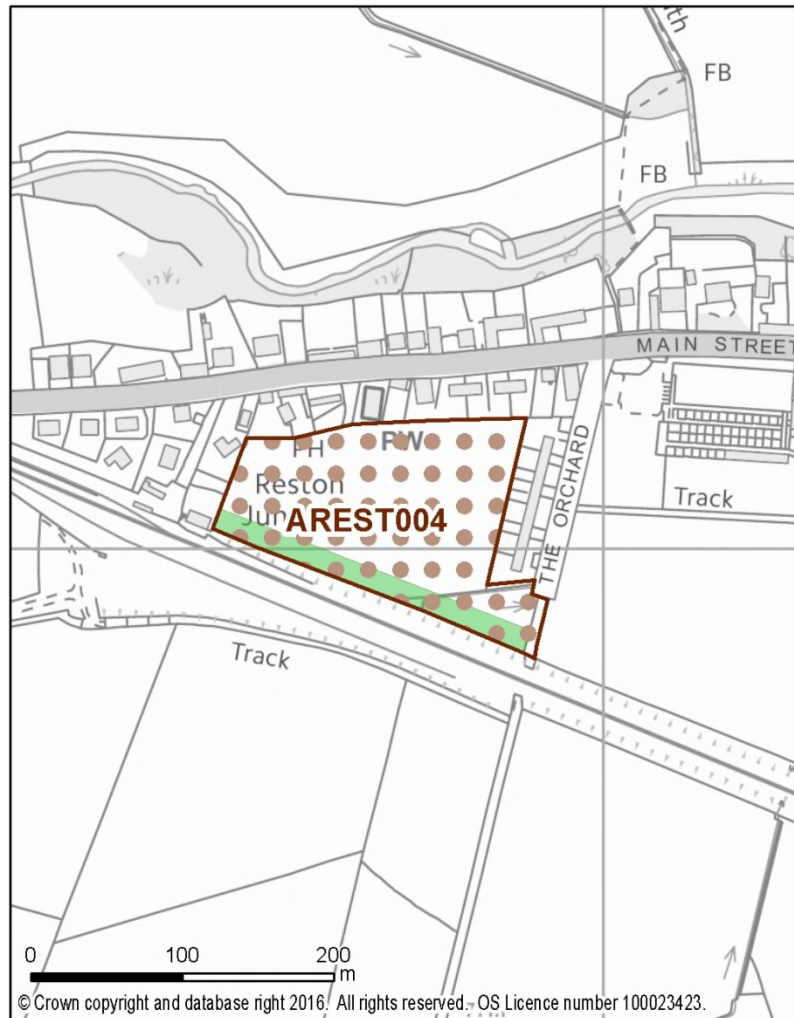 FB
FB
MAIN STREET
PH
PW
Reston
AREST004
THE ORCHARD
Track
Track
0 100 200
m
© Crown copyright and database right 2016. All rights reserved. OS Licence number 100023423.